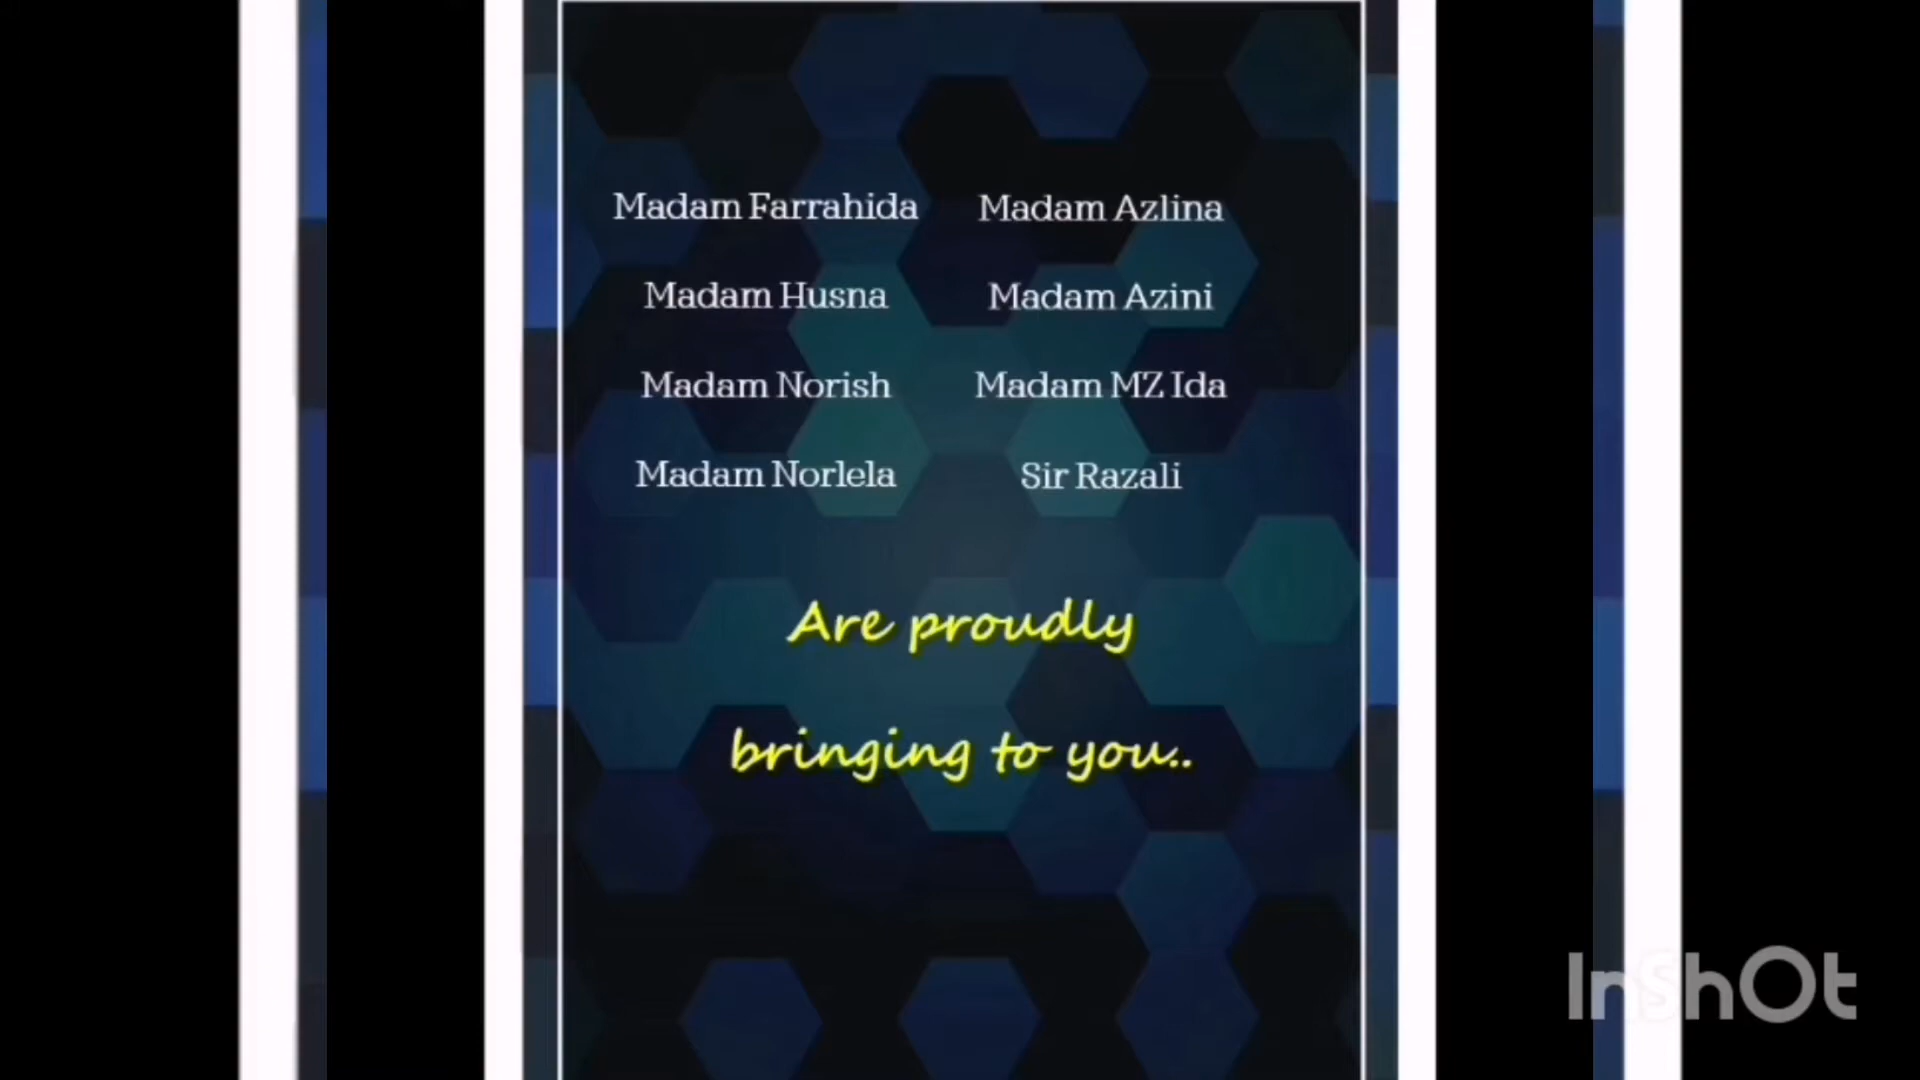 Madam Farrahida Madam Azlina
Madam Husna Madam Azini
Madam Norish Madam MZ Ida
Madam Norlela Sir Razali
Are proudly
bringing to you..
InShOt